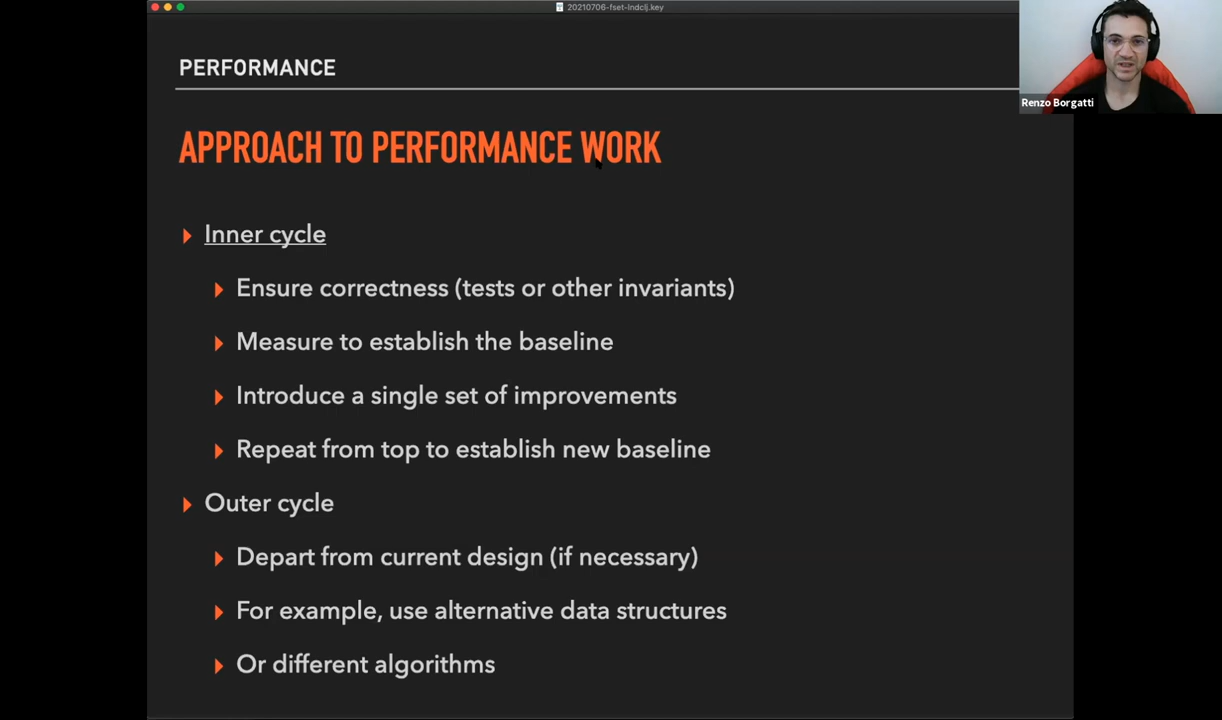 20210706-fset-lndclj.key
PERFORMANCE
Renzo Borgatti
APPROACH TO PERFORMANCE WORK
Inner cycle
Ensure correctness (tests or other invariants)
Measure to establish the baseline
Introduce a single set of improvements
Repeat from top to establish new baseline
Outer cycle
Depart from current design (if necessary)
For example, use alternative data structures
Or different algorithms